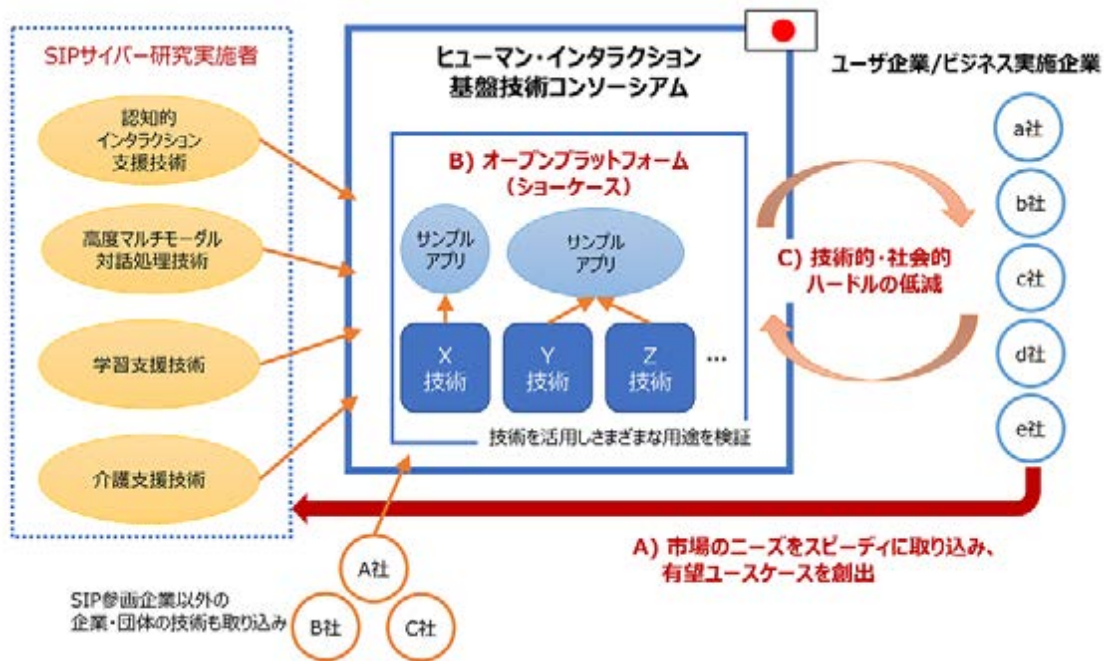 SIPサイバー研究実施者
認知的
インタラクション
支援技術
高度マルチモーダル
対話処理技術
学習支援技術
介護支援技術
ヒューマン・インタラクション
基盤技術コンソーシアム
B) オープンプラットフォーム
(ショーケース)
サンプル
アプリ
サンプル
アプリ
X
技術
Y
技術
Z
技術
…
技術を活用しさまざまな用途を検証
ユーザ企業/ビジネス実施企業
a社
b社
c社
d社
e社
C) 技術的・社会的
ハードルの低減
A) 市場のニーズをスピーディに取り込み、
有望ユースケースを創出
SIP参画企業以外の
企業・団体の技術も取り込み
A社
B社
C社